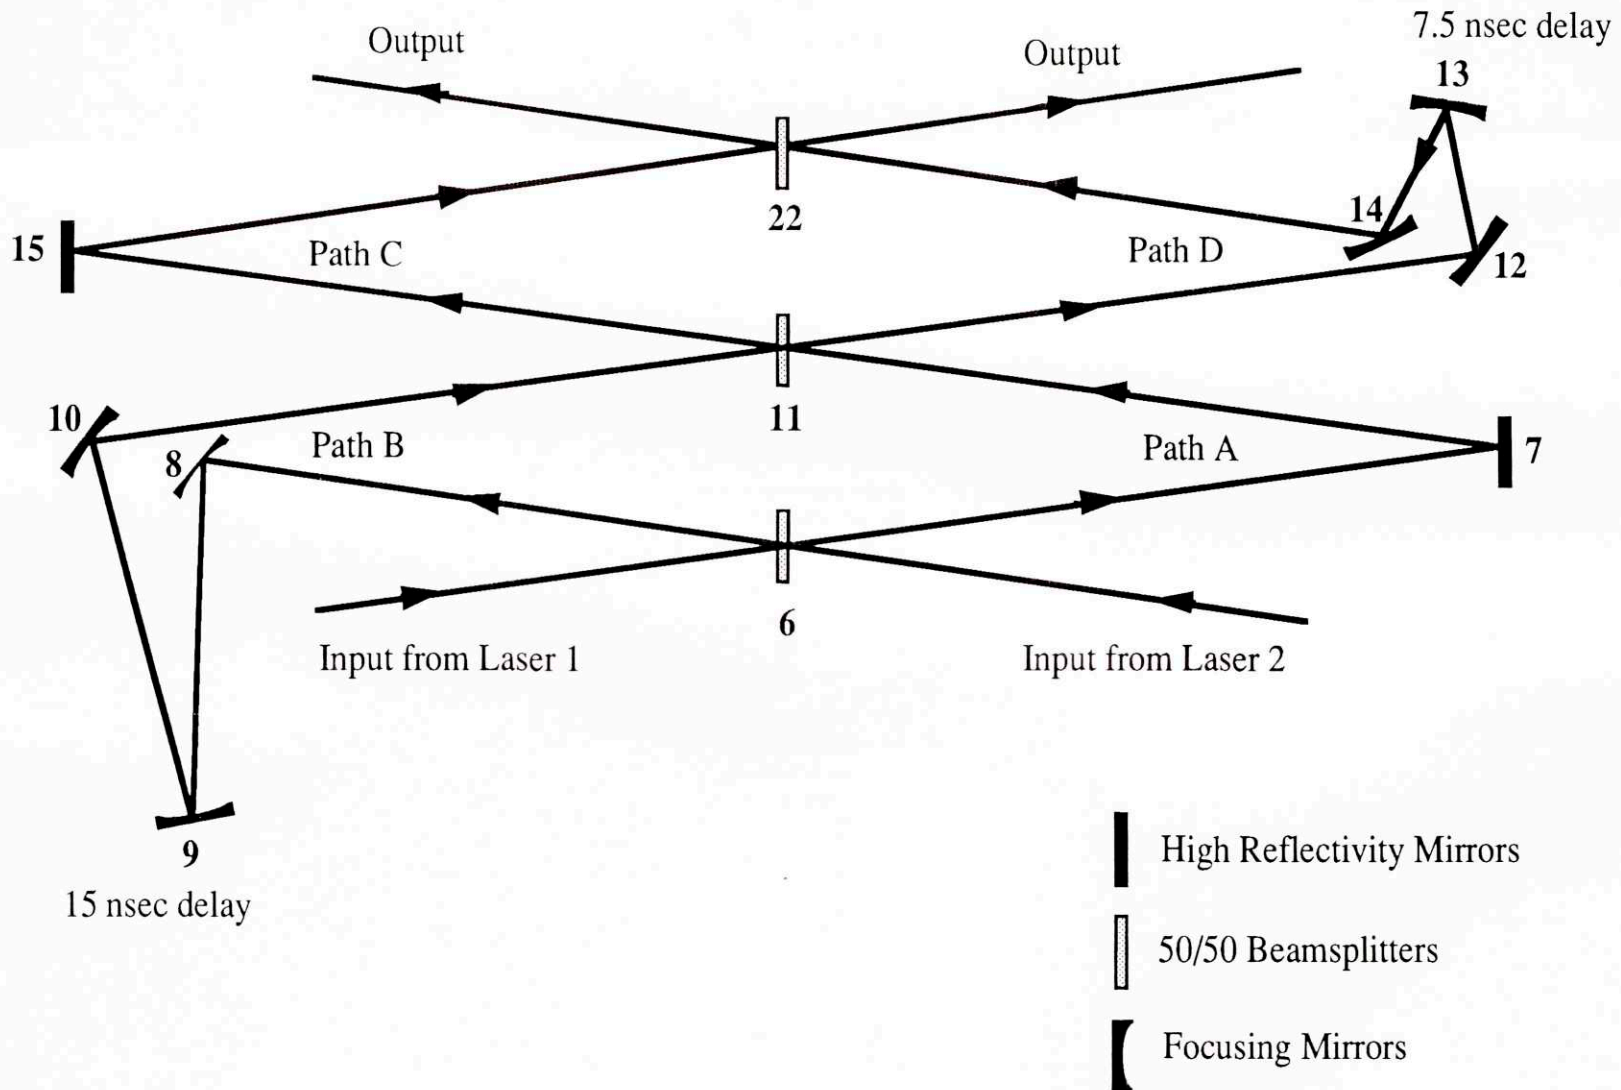 7.5 nsec delay
Output
Output
13
22
14
15
Path C
Path D
12
10
11
8
Path B
Path A
7
6
Input from Laser 1
Input from Laser 2
9
15 nsec delay
High Reflectivity Mirrors
50/50 Beamsplitters
Focusing Mirrors